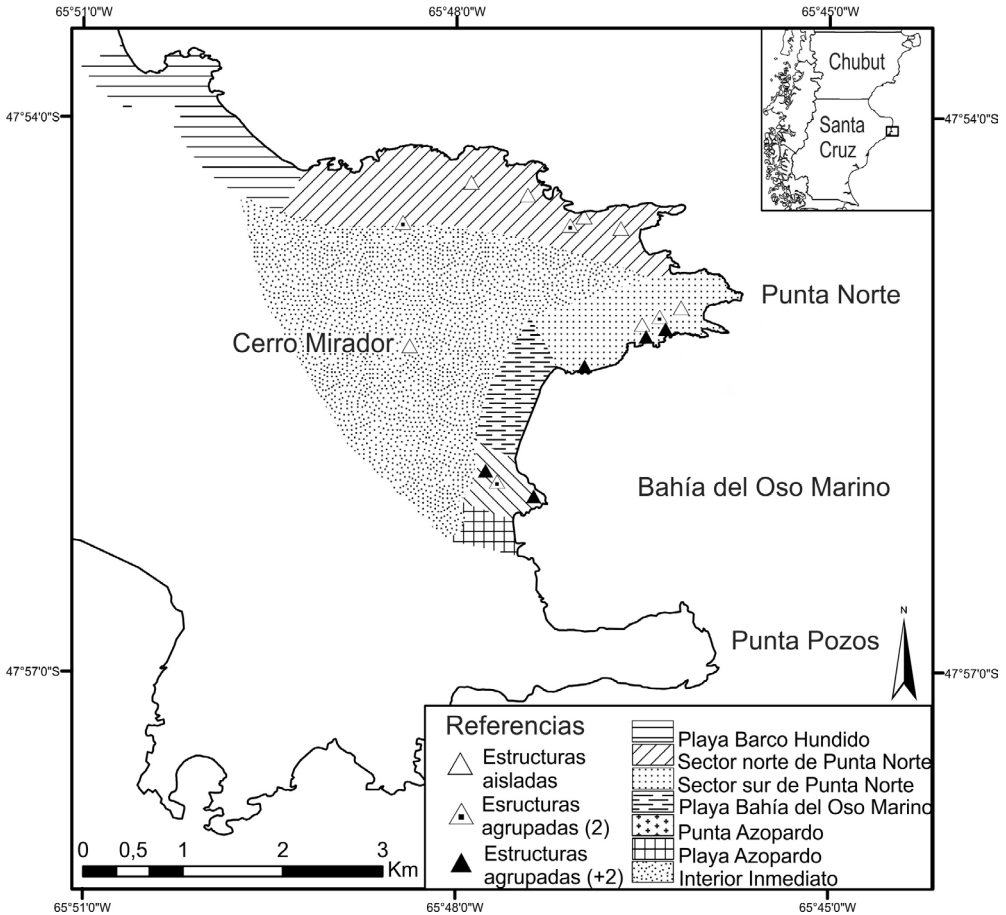 65°51'0"W
65°48'0"W
65°45'0"W
47°54'0"S
47°54'0"S
Chubut
Santa
Cruz
Punta Norte
Cerro Mirador
Bahía del Oso Marino
N
Punta Pozos
47°57'0"S
47°57'0"S
Referencias
Estructuras
aisladas
Esructuras
agrupadas (2)
Estructuras
agrupadas (+2)
Playa Barco Hundido
Sector norte de Punta Norte
Sector sur de Punta Norte
Playa Bahía del Oso Marino
Punta Azopardo
Playa Azopardo
Interior Inmediato
0 0,5 1 2 3
Km
65°51'0"W
65°48'0"W
65°45'0"W